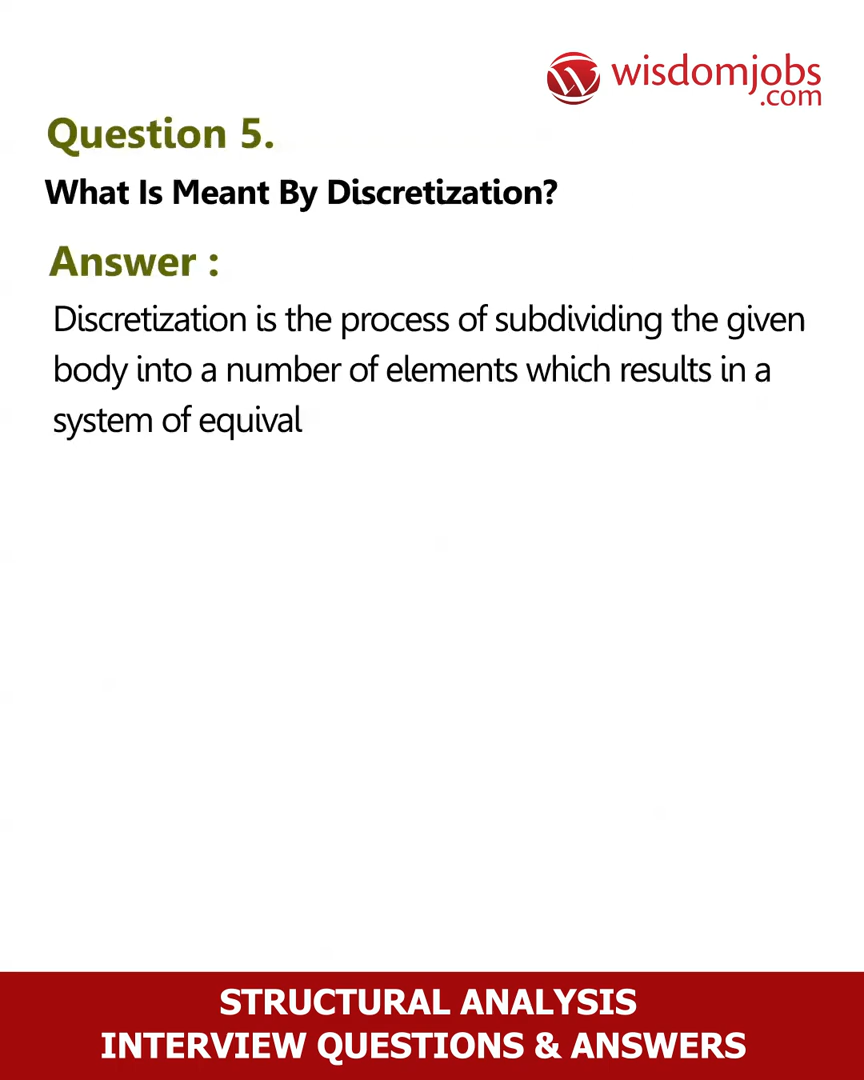 wisdomjobs
.com
Question 5.
What Is Meant By Discretization?
Answer :
Discretization is the process of subdividing the given
body into a number of elements which results in a
system of equival
STRUCTURAL ANALYSIS
INTERVIEW QUESTIONS & ANSWERS